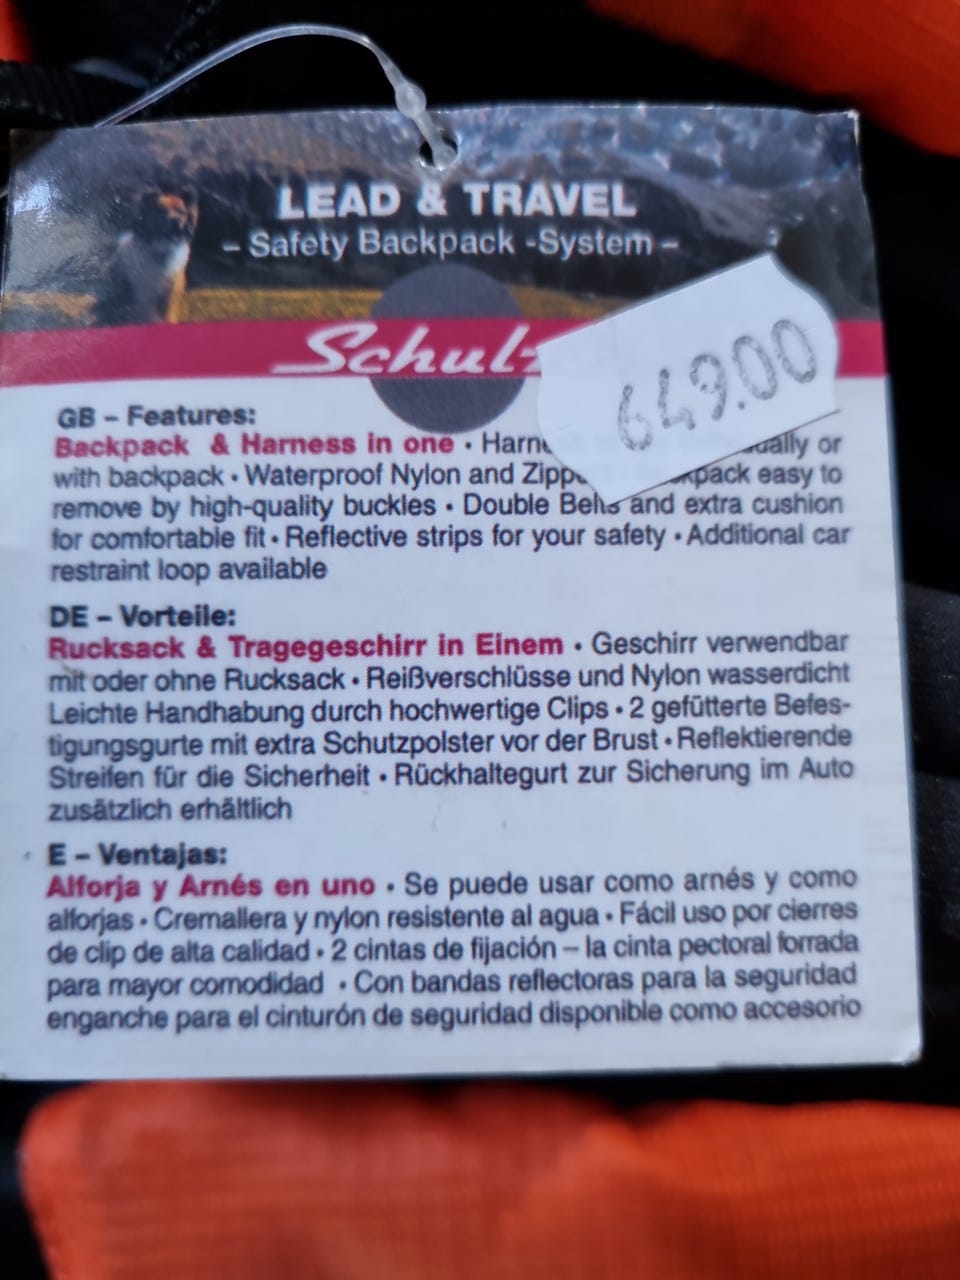 LEAD & TRAVEL
– Safety Backpack -System –
Schul
649.00
GB – Features:
Backpack & Harness in one • or
with backpack • Waterproof Nylon and easy to
remove by high-quality buckles • Double Belts and extra cushion
for comfortable fit • Reflective strips for your safety • Additional car
restraint loop available
DE – Vorteile:
Rucksack & Tragegeschirr in Einem • Geschirr verwendbar
mit oder ohne Rucksack • Reißverschlüsse und Nylon wasserdicht
Leichte Handhabung durch hochwertige Clips • 2 gefütterte Befes-
tigungsgurte mit extra Schutzpolster vor der Brust • Reflektierende
Streifen für die Sicherheit • Rückhaltegurt zur Sicherung im Auto
zusätzlich erhältlich
E – Ventajas:
Alforja y Arnés en uno • Se puede usar como arnés y como
alforjas • Cremallera y nylon resistente al agua • Fácil uso por cierres
de clip de alta calidad • 2 cintas de fijación – la cinta pectoral forrada
para mayor comodidad • Con bandas reflectoras para la seguridad
enganche para el cinturón de seguridad disponible como accesorio